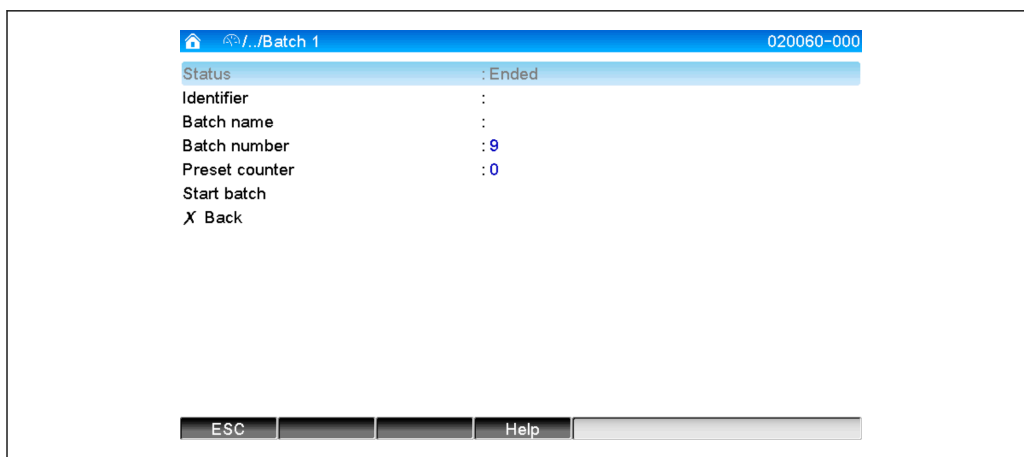 /../Batch 1 020060-000
Status : Ended
Identifier :
Batch name :
Batch number : 9
Preset counter : 0
Start batch
X Back
ESC Help